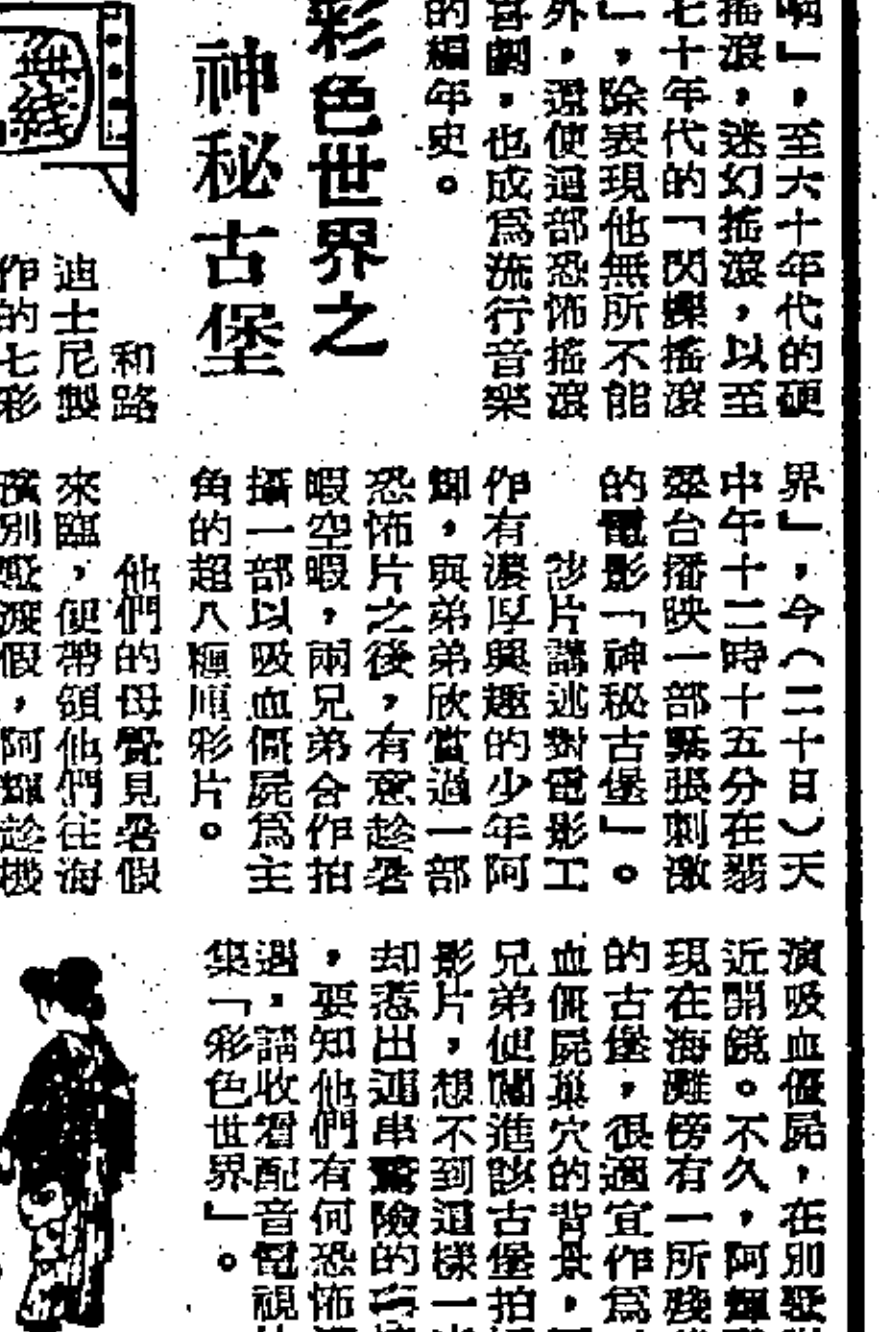 啊」，至六十年代的硬
搖滾，迷幻搖滾，以至
七十年代的「閃爍搖滾
」，除表現他無所不能
外，還使這部恐怖搖滾
喜劇，也成爲流行音樂
的編年史。
彩色世界之
神秘古堡
和路
迪士尼製
作的七彩
界」，今（二十日）天
中午十二時十五分在翡
翠台播映一部緊張刺激
的電影「神秘古堡」。
該片講述對電影工
作有濃厚興趣的少年阿
輝，與弟弟欣賞過一部
恐怖片之後，有意趁暑
暇空暇，兩兄弟合作拍
攝一部以吸血僵屍爲主
角的超八糎厘彩片。
他們的母覺見暑假
來臨，便帶領他們往海
濱別墅渡假，阿輝趁機
演吸血僵屍，在別墅
近開鏡。不久，阿輝
現在海灘傍有一所殘
的古堡，很適宜作爲
血僵屍巢穴的背景，
兄弟便闖進該古堡拍
影片，想不到這樣一
却惹出連串驚險的
，要知他們有何恐怖
遇，請收看配音電視
集「彩色世界」。